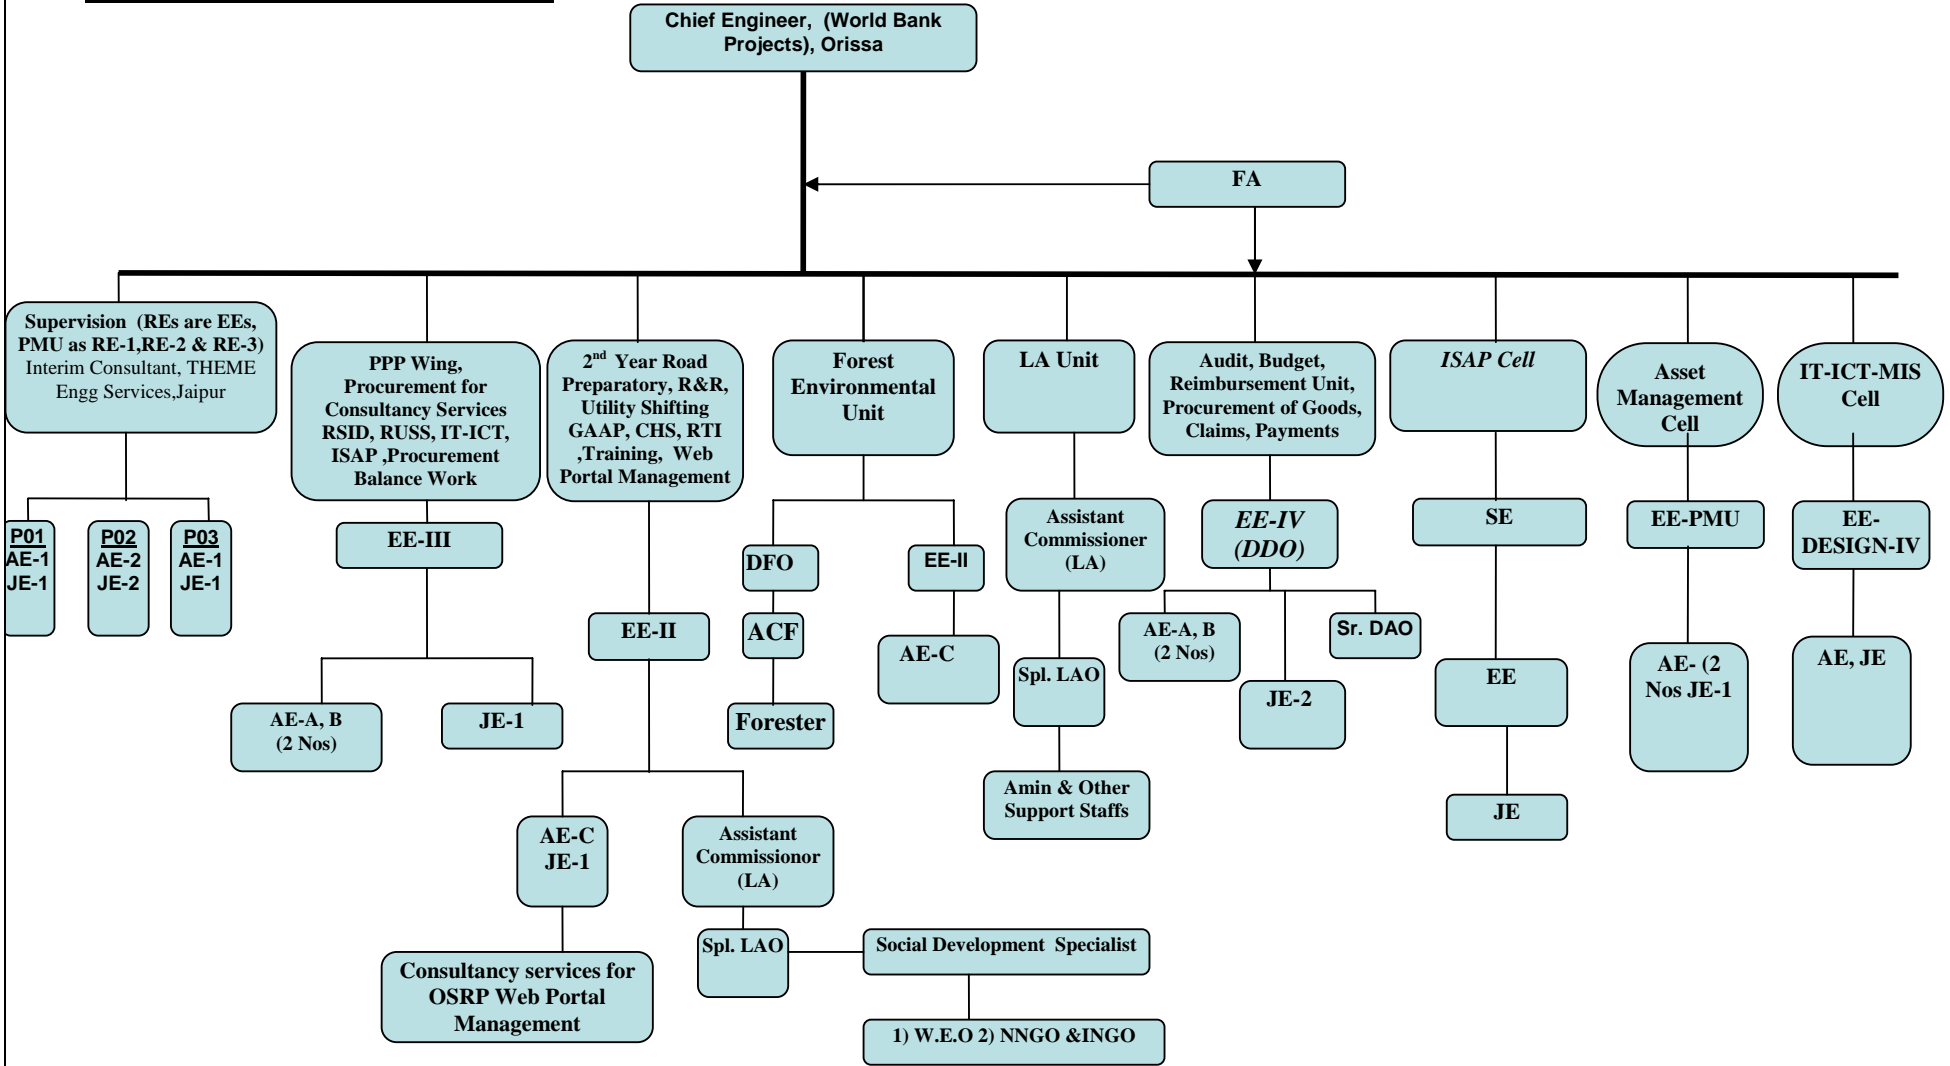 Chief Engineer, (World Bank
Projects), Orissa
FA
Supervision (REs are EEs,
PMU as RE-1,RE-2 & RE-3)
Interim Consultant, THEME
Engg Services,Jaipur
PPP Wing,
Procurement for
Consultancy Services
RSID, RUSS, IT-ICT,
ISAP ,Procurement
Balance Work
2nd Year Road
Preparatory, R&R,
Utility Shifting
GAAP, CHS, RTI
,Training, Web
Portal Management
Forest
Environmental
Unit
LA Unit
Audit, Budget,
Reimbursement Unit,
Procurement of Goods,
Claims, Payments
ISAP Cell
Asset
Management
Cell
IT-ICT-MIS
Cell
P01
AE-1
JE-1
P02
AE-2
JE-2
P03
AE-1
JE-1
EE-III
AE-A, B
(2 Nos)
JE-1
EE-II
AE-C
JE-1
Consultancy services for
OSRP Web Portal
Management
Assistant
Commissionor
(LA)
Spl. LAO
Social Development Specialist
1) W.E.O 2) NNGO &INGO
DFO
ACF
Forester
EE-II
AE-C
Assistant
Commissioner
(LA)
Spl. LAO
Amin & Other
Support Staffs
EE-IV
(DDO)
AE-A, B
(2 Nos)
JE-2
Sr. DAO
SE
EE
JE
EE-PMU
AE- (2
Nos JE-1
EE-
DESIGN-IV
AE, JE